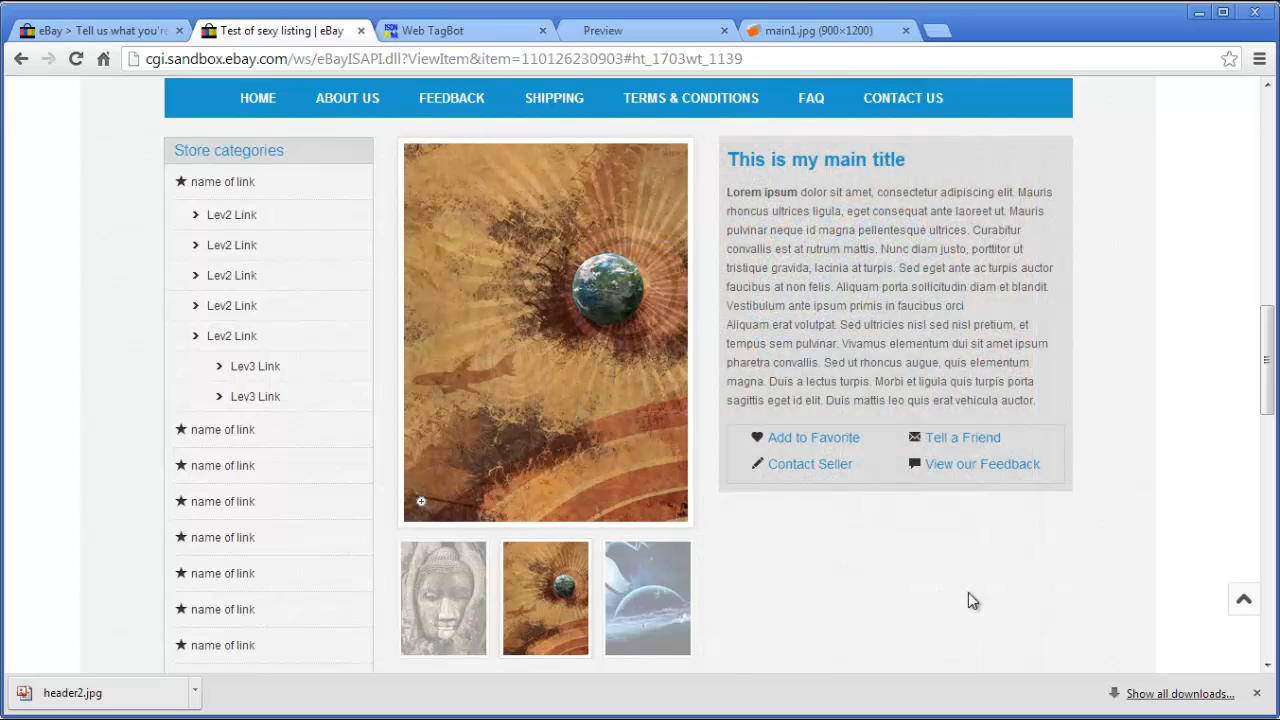 eBay > Tell us what you're
Test of sexy listing | eBay
Web TagBot
Preview
main1.jpg (900×1200)
cgi.sandbox.ebay.com/ws/eBayISAPI.dll?ViewItem&item=110126230903#ht_1703wt_1139
HOME ABOUT US FEEDBACK SHIPPING TERMS & CONDITIONS FAQ CONTACT US
Store categories
name of link
Lev2 Link
Lev2 Link
Lev2 Link
Lev2 Link
Lev2 Link
Lev3 Link
Lev3 Link
name of link
name of link
name of link
name of link
name of link
name of link
name of link
This is my main title
Lorem ipsum dolor sit amet, consectetur adipiscing elit. Mauris
rhoncus ultrices ligula, eget consequat ante laoreet ut. Mauris
pulvinar neque id magna pellentesque ultrices. Curabitur
convallis est at rutrum mattis. Nunc diam justo, porttitor ut
tristique gravida, lacinia at turpis. Sed eget ante ac turpis auctor
faucibus at non felis. Aliquam porta sollicitudin diam et blandit.
Vestibulum ante ipsum primis in faucibus orci
Aliquam erat volutpat. Sed ultricies nisl sed nisl pretium, et
tempus sem pulvinar. Vivamus elementum dui sit amet ipsum
pharetra convallis. Sed ut rhoncus augue, quis elementum
magna. Duis a lectus turpis. Morbi et ligula quis turpis porta
sagittis eget id elit. Duis mattis leo quis erat vehicula auctor.
Add to Favorite
Tell a Friend
Contact Seller
View our Feedback
header2.jpg
Show all downloads...